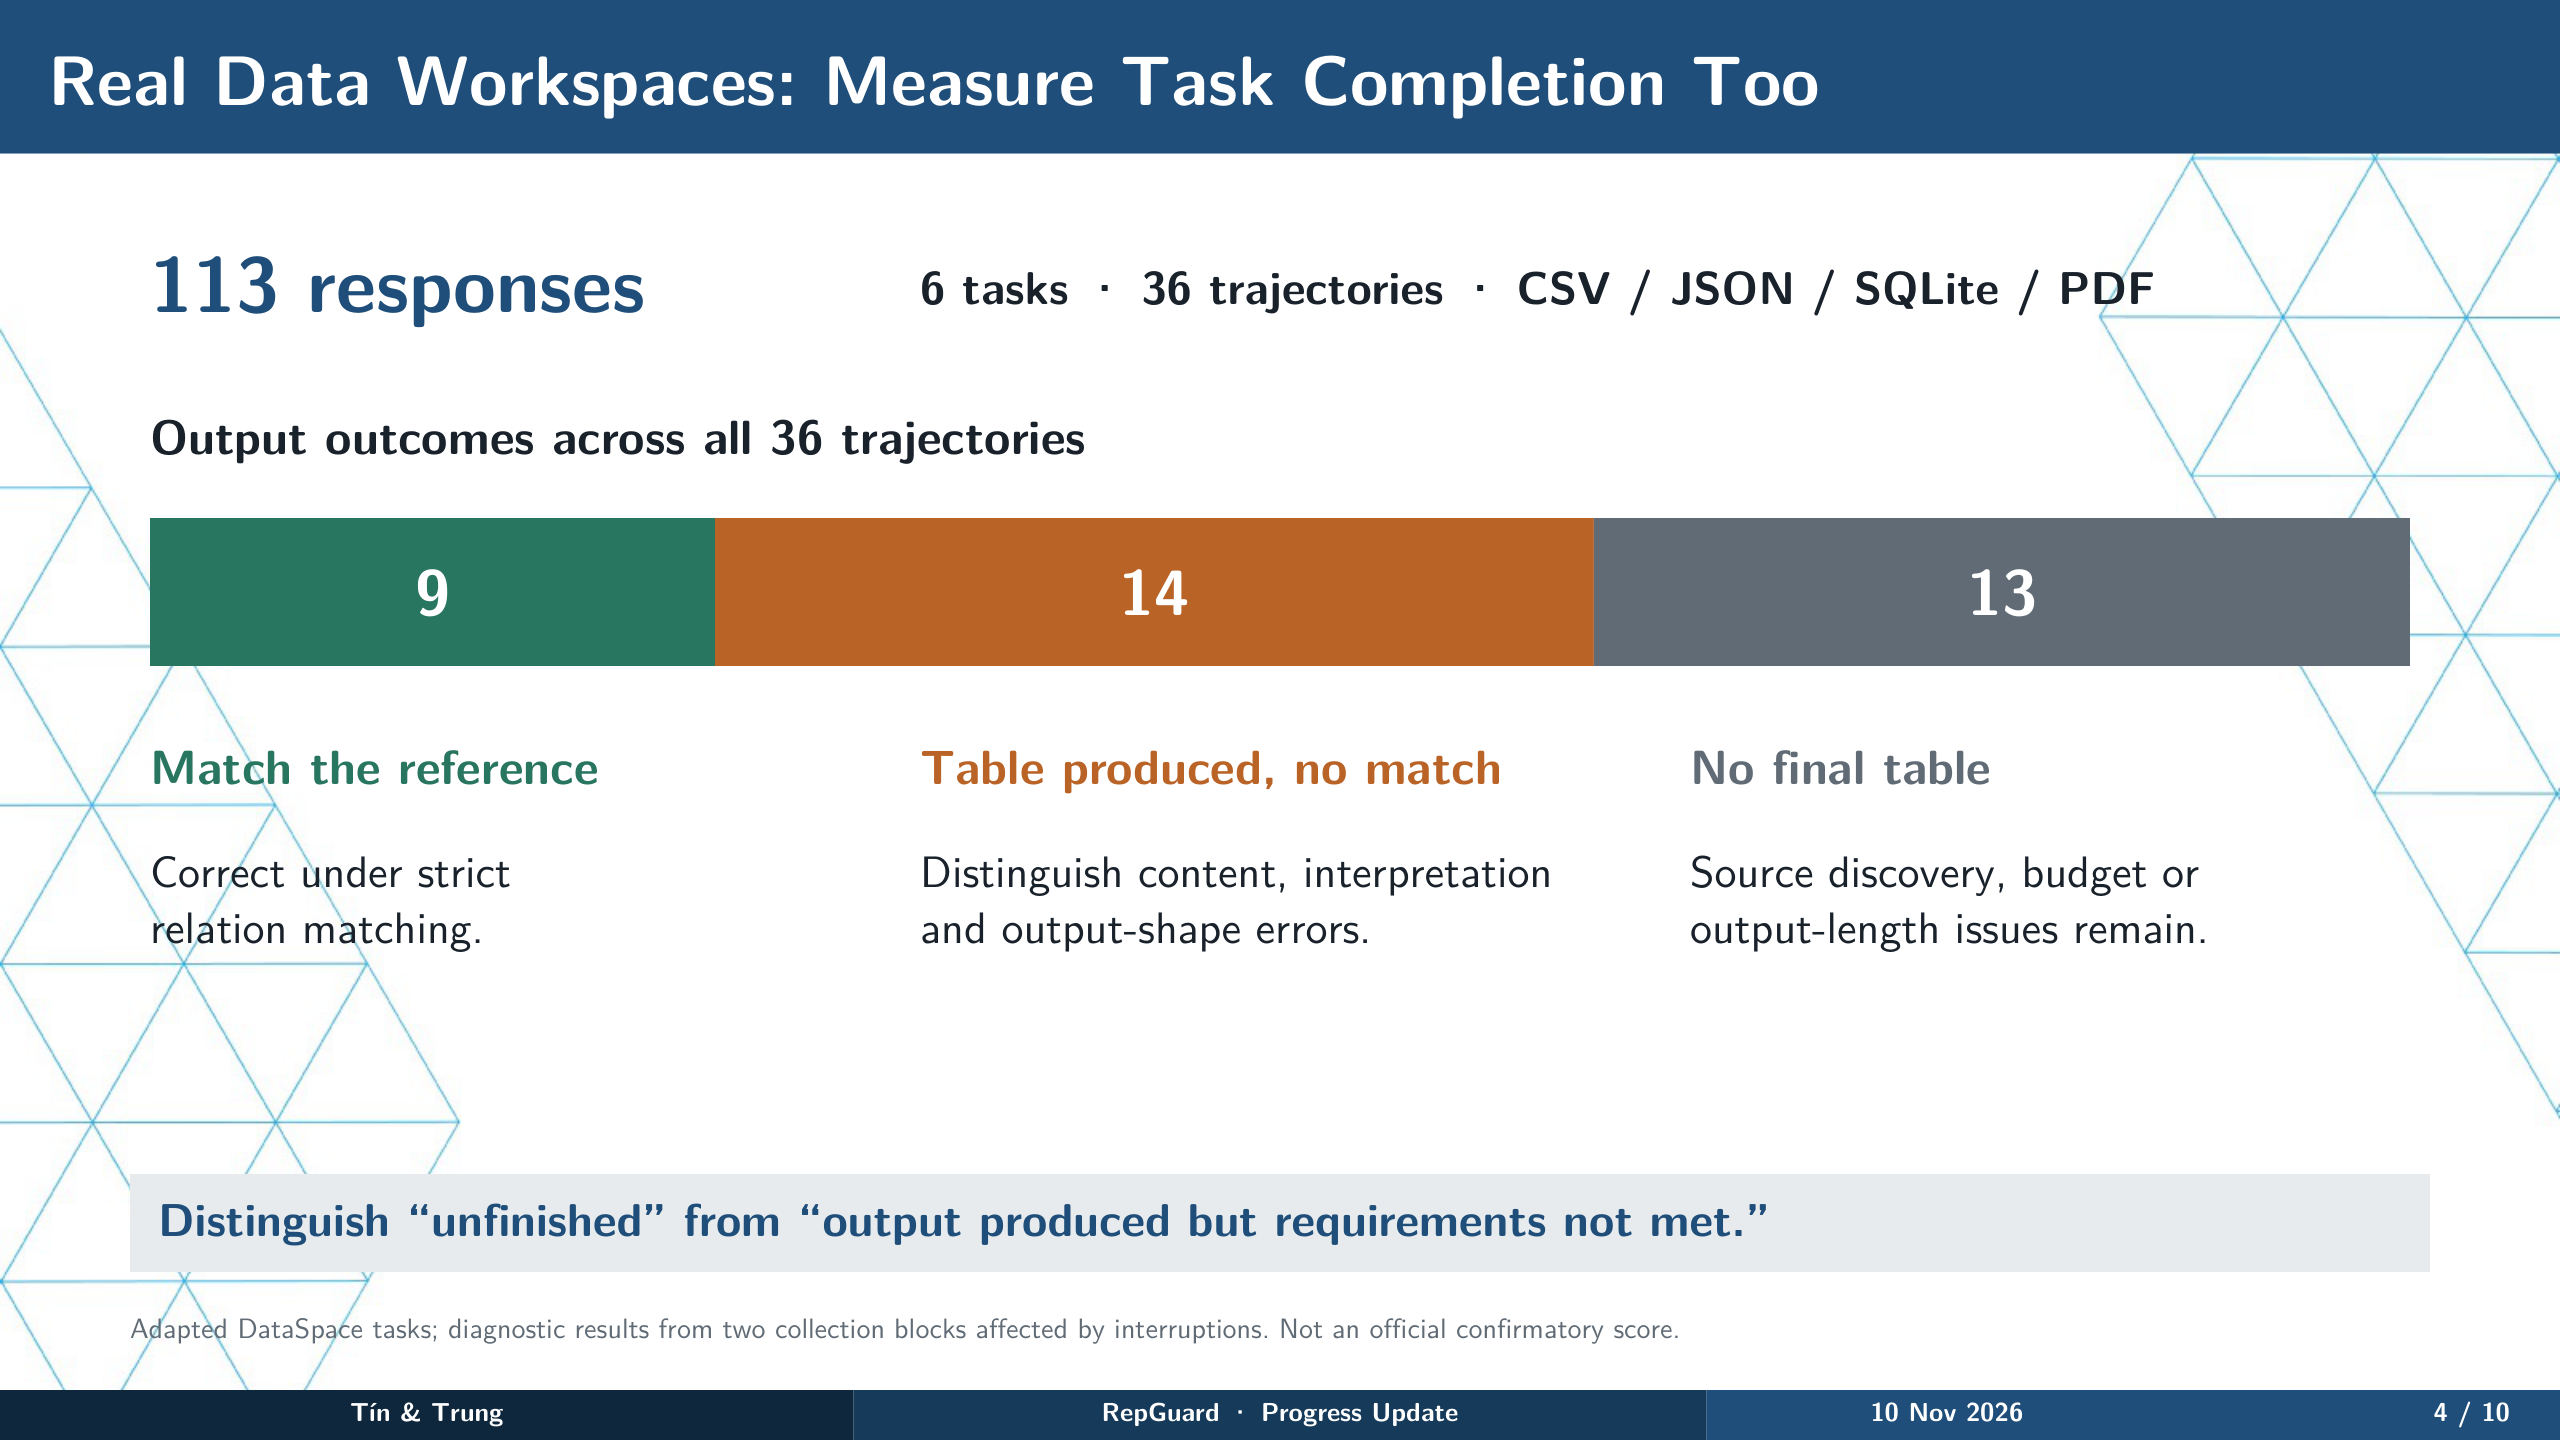 Real Data Workspaces: Measure Task Completion Too
113 responses
6 tasks · 36 trajectories · CSV / JSON / SQLite / PDF
Output outcomes across all 36 trajectories
9
14
13
Match the reference
Correct under strict
relation matching.
Table produced, no match
Distinguish content, interpretation
and output-shape errors.
No final table
Source discovery, budget or
output-length issues remain.
Distinguish “unfinished” from “output produced but requirements not met.”
Adapted DataSpace tasks; diagnostic results from two collection blocks affected by interruptions. Not an official confirmatory score.
Tín & Trung
RepGuard · Progress Update
10 Nov 2026
4 / 10